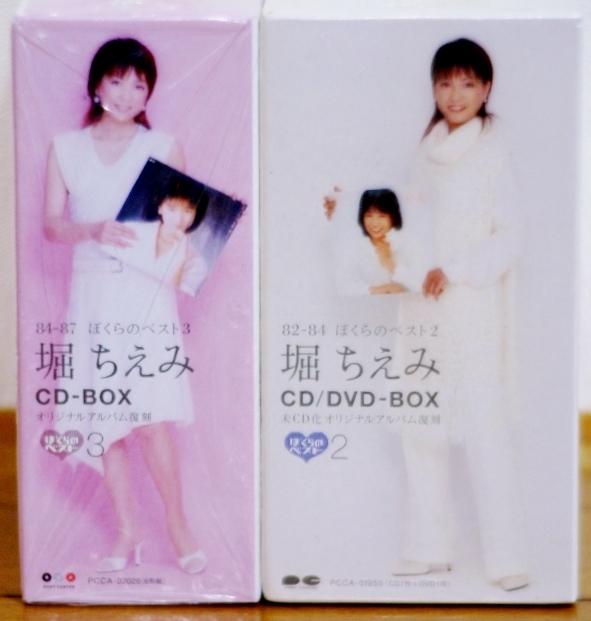 84-87 ぼくらのベスト3
堀 ちえみ
CD-BOX
オリジナルアルバム復刻
ぼくらの
ベスト
3
82-84 ぼくらのベスト2
堀 ちえみ
CD/DVD-BOX
未CD化オリジナルアルバム復刻
ぼくらの
ベスト
2